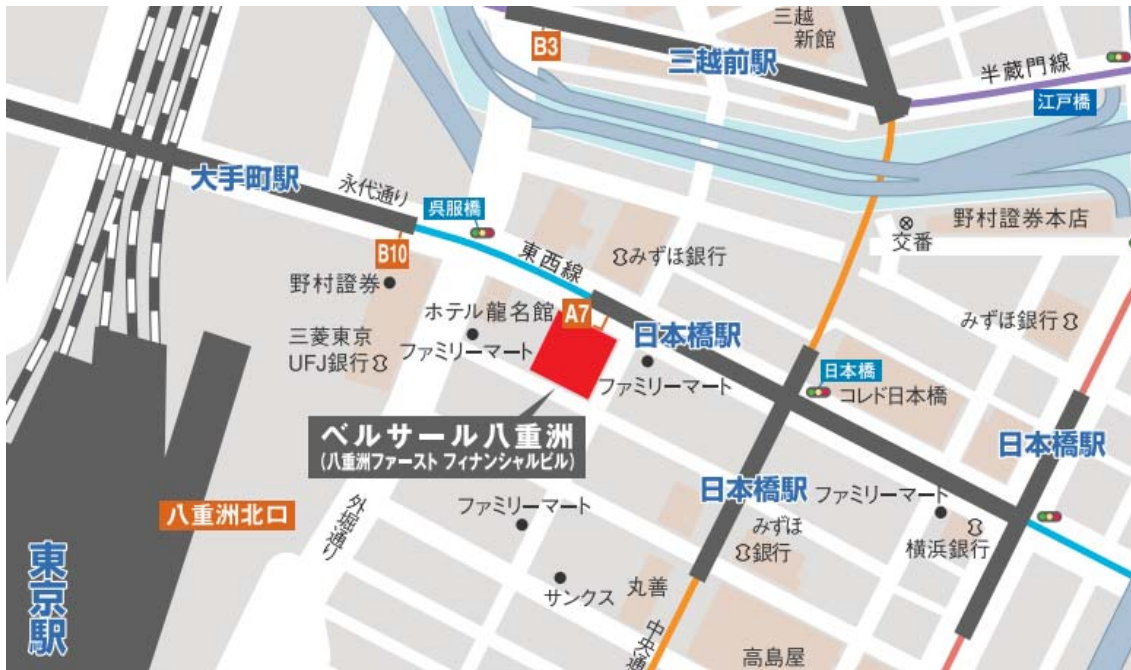 三越
新館
B3
三越前駅
半蔵門線
江戸橋
大手町駅
永代通り
呉服橋
B10
東西線
みずほ銀行
交番
野村證券本店
野村證券
ホテル龍名館
A7
三菱東京
UFJ銀行
ファミリーマート
日本橋駅
ファミリーマート
みずほ銀行
日本橋
コレド日本橋
ベルサール八重洲
(八重洲ファースト フィナンシャルビル)
日本橋駅
日本橋駅
ファミリーマート
八重洲北口
外堀通り
ファミリーマート
みずほ
銀行
横浜銀行
東京駅
サンクス
丸善
中央通
高島屋